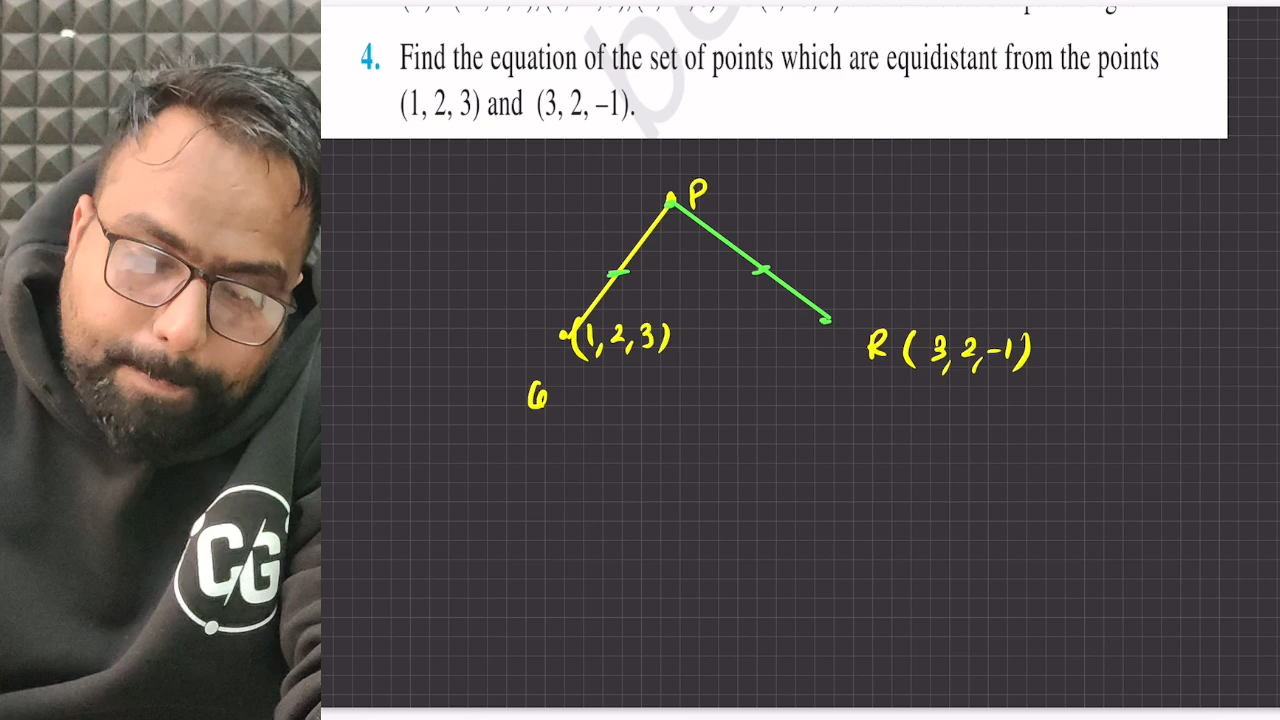 4. Find the equation of the set of points which are equidistant from the points
(1, 2, 3) and (3, 2, –1).
P
(1, 2, 3)
R (3, 2, -1)
CG